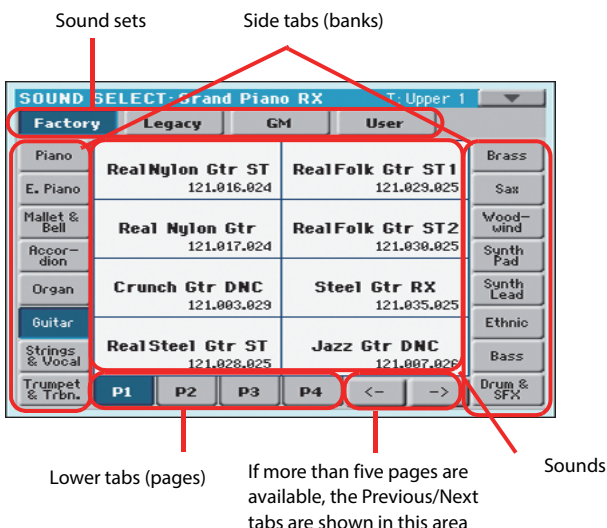 Sound sets
Side tabs (banks)
SOUND SELECT:Grand Piano RX
T: Upper 1
Factory
Legacy
GM
User
Piano
E. Piano
Mallet &
Bell
Accor-
dion
Organ
Guitar
Strings
& Vocal
Trumpet
& Trbn.
RealNylon Gtr ST
121.016.024
RealFolk Gtr ST1
121.029.025
Real Nylon Gtr
121.017.024
RealFolk Gtr ST2
121.030.025
Crunch Gtr DNC
121.003.029
Steel Gtr RX
121.035.025
RealSteel Gtr ST
121.028.025
Jazz Gtr DNC
121.007.026
Brass
Sax
Wood-
wind
Synth
Pad
Synth
Lead
Ethnic
Bass
Drum &
SFX
P1
P2
P3
P4
<-
->
Lower tabs (pages)
If more than five pages are
available, the Previous/Next
tabs are shown in this area
Sounds